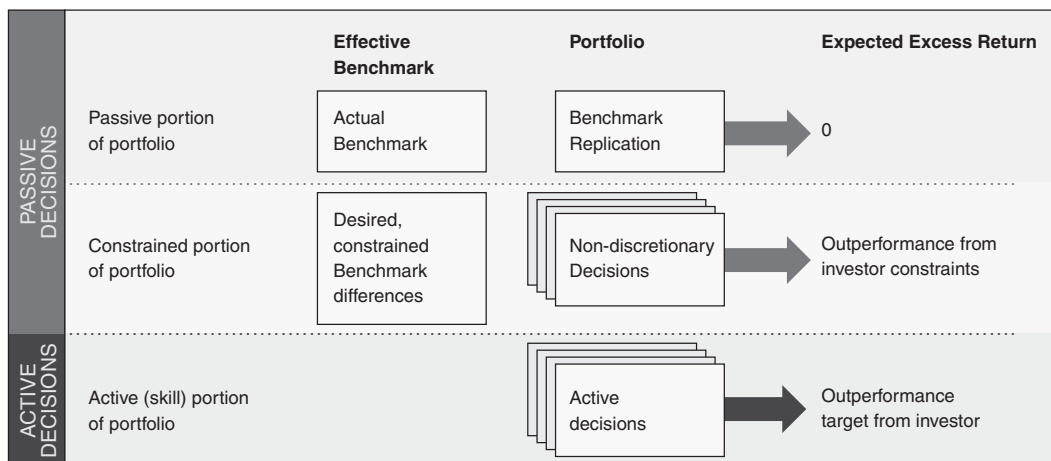 Effective
Benchmark
Portfolio
Expected Excess Return
PASSIVE
DECISIONS
Passive portion
of portfolio
Actual
Benchmark
Benchmark
Replication
0
Constrained portion
of portfolio
Desired,
constrained
Benchmark
differences
Non-discretionary
Decisions
Outperformance from
investor constraints
ACTIVE
DECISIONS
Active (skill) portion
of portfolio
Active
decisions
Outperformance
target from investor